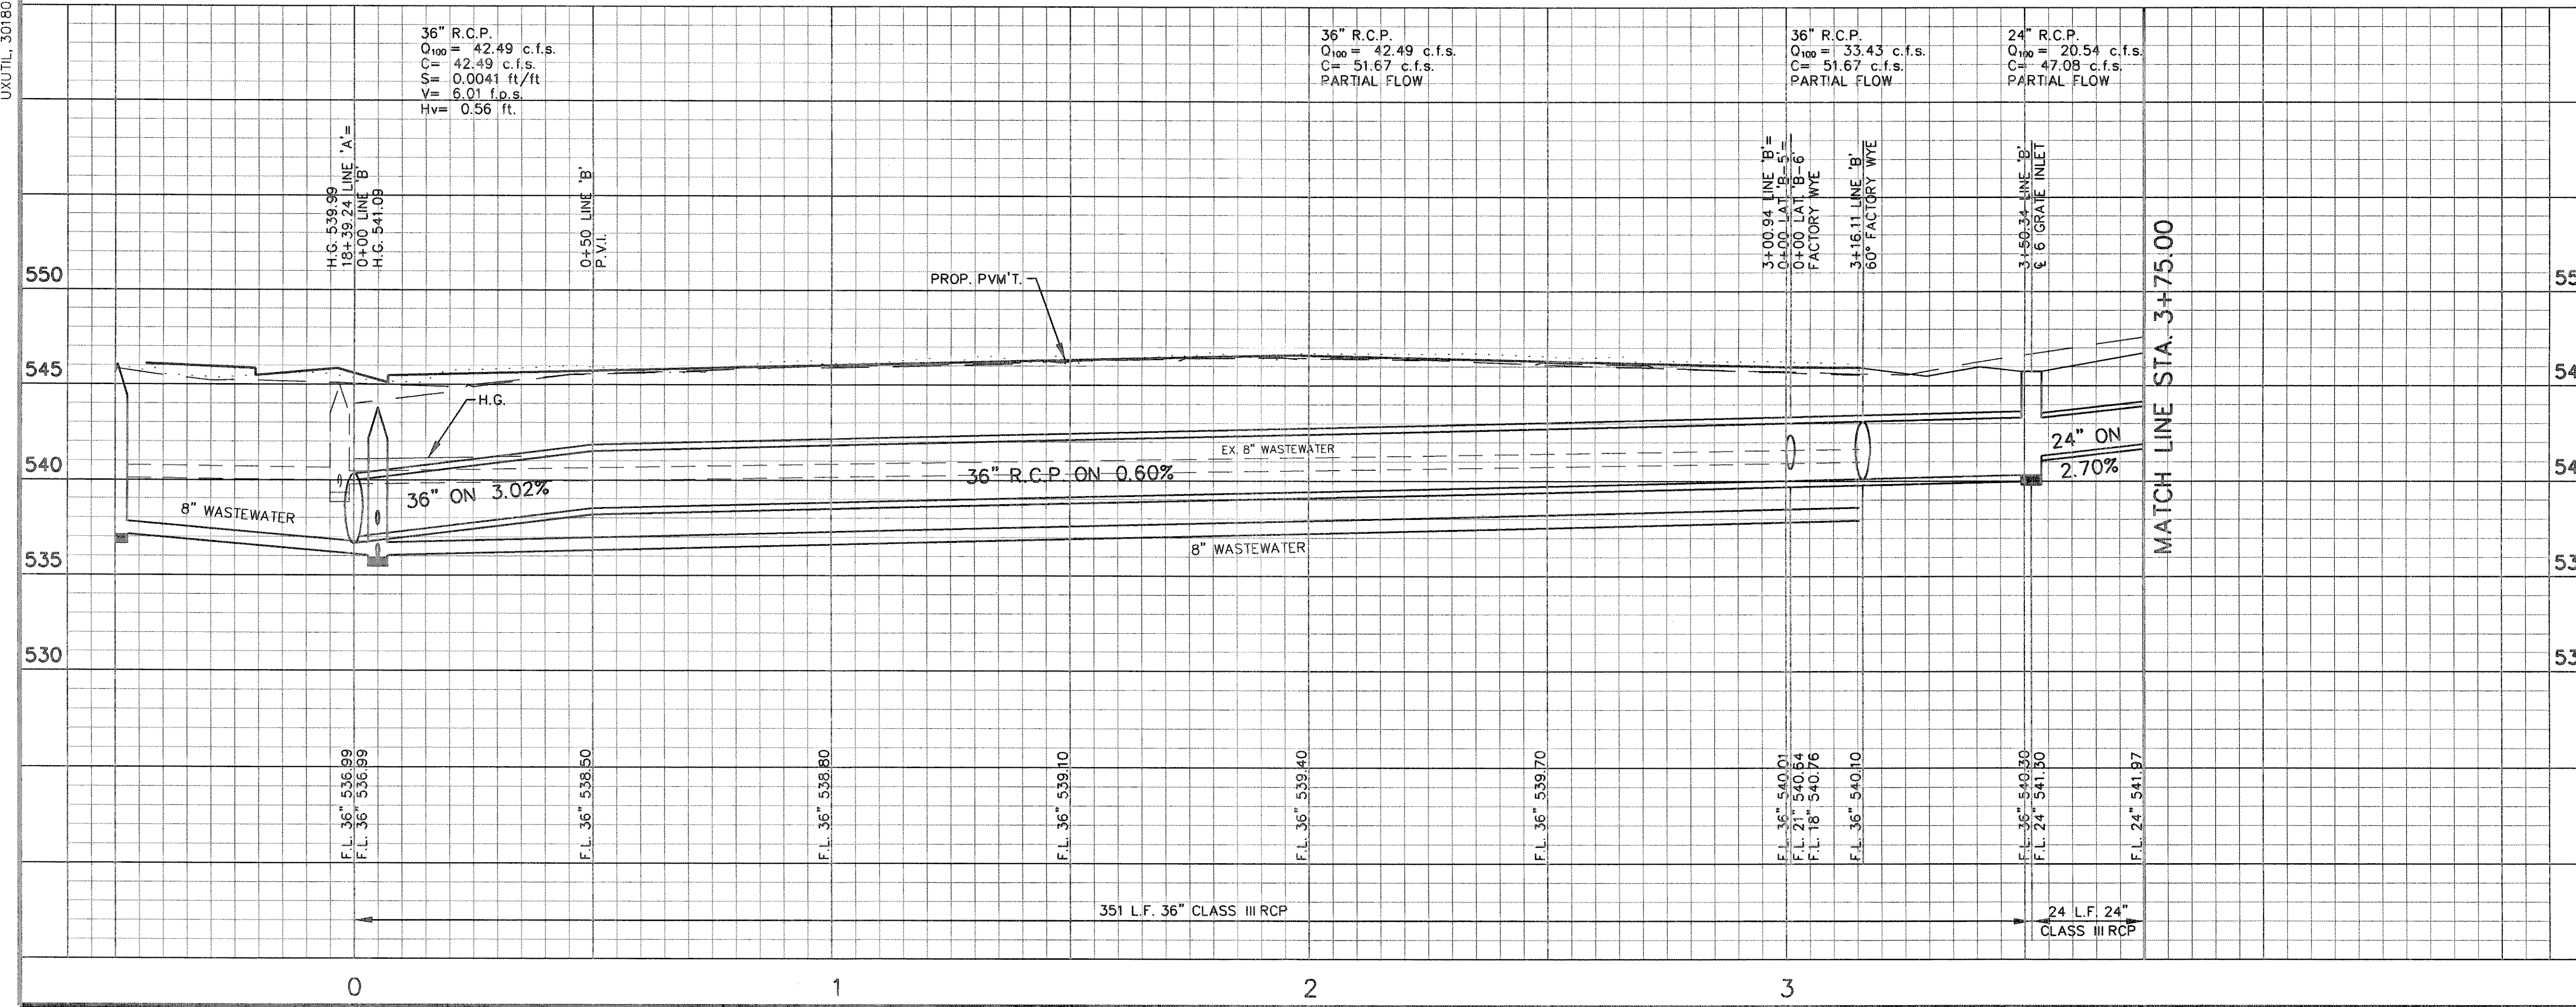 UXUTIL, 30180
36" R.C.P.
Q₁₀₀= 42.49 c.f.s.
C= 42.49 c.f.s.
S= 0.0041 ft/ft
V= 6.01 f.p.s.
Hv= 0.56 ft.
36" R.C.P.
Q₁₀₀= 42.49 c.f.s.
C= 51.67 c.f.s.
PARTIAL FLOW
36" R.C.P.
Q₁₀₀= 33.43 c.f.s.
C= 51.67 c.f.s.
PARTIAL FLOW
24" R.C.P.
Q₁₀₀= 20.54 c.f.s.
C= 47.08 c.f.s.
PARTIAL FLOW
H.G. 539.99
18+39.24 LINE 'A'=
0+00 LINE 'B'
H.G. 541.09
0+50 LINE 'B'
P.V.I.
3+00.94 LINE 'B'=
0+00 LAT. 'B-5'=
0+00 LAT. 'B-6'
FACTORY WYE
3+16.11 LINE 'B'
60° FACTORY WYE
3+50.34 LINE 'B'
℄ 6' GRATE INLET
MATCH LINE STA. 3+75.00
550
55
PROP. PVM'T.
545
54
H.G.
540
54
EX. 8" WASTEWATER
36" R.C.P. ON 0.60%
36" ON 3.02%
24" ON
2.70%
8" WASTEWATER
8" WASTEWATER
535
53
530
53
F.L. 36" 536.99
F.L. 36" 536.99
F.L. 36" 538.50
F.L. 36" 538.80
F.L. 36" 539.10
F.L. 36" 539.40
F.L. 36" 539.70
F.L. 36" 540.01
F.L. 21" 540.64
F.L. 18" 540.76
F.L. 36" 540.10
F.L. 36" 540.30
F.L. 24" 541.30
F.L. 24" 541.97
351 L.F. 36" CLASS III RCP
24 L.F. 24"
CLASS III RCP
0
1
2
3